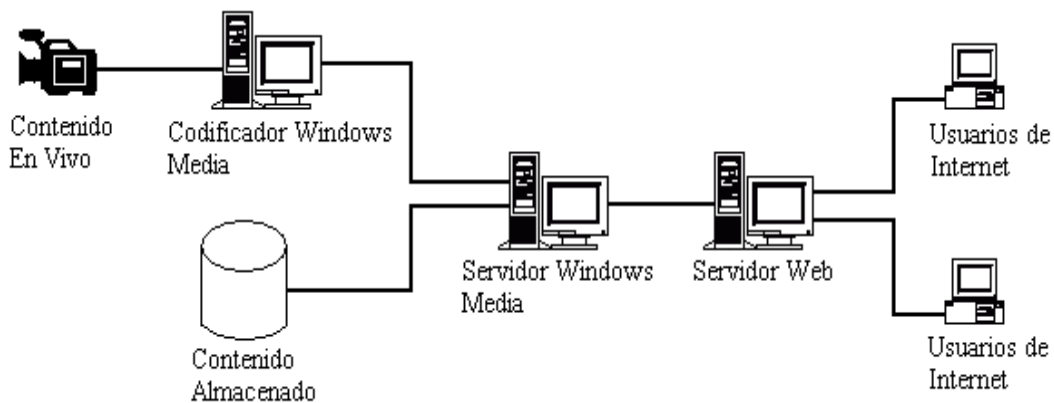 Contenido
En Vivo
Codificador Windows
Media
Usuarios de
Internet
Servidor Windows
Media
Servidor Web
Contenido
Almacenado
Usuarios de
Internet